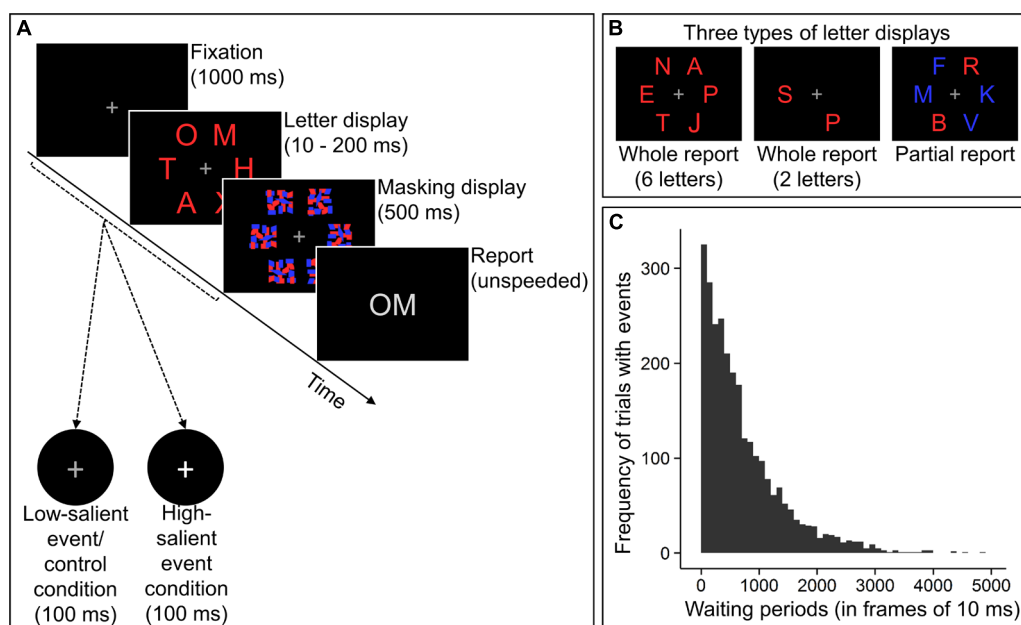 A
Fixation
(1000 ms)
Letter display
(10 - 200 ms)
O M
T H
A X
Masking display
(500 ms)
Report
(unspeeded)
OM
Time
Low-salient
event/
control
condition
(100 ms)
High-
salient
event
condition
(100 ms)
B
Three types of letter displays
N A
E P
T J
Whole report
(6 letters)
S
P
Whole report
(2 letters)
F R
M K
B V
Partial report
C
Frequency of trials with events
300
200
100
0
0 1000 2000 3000 4000 5000
Waiting periods (in frames of 10 ms)